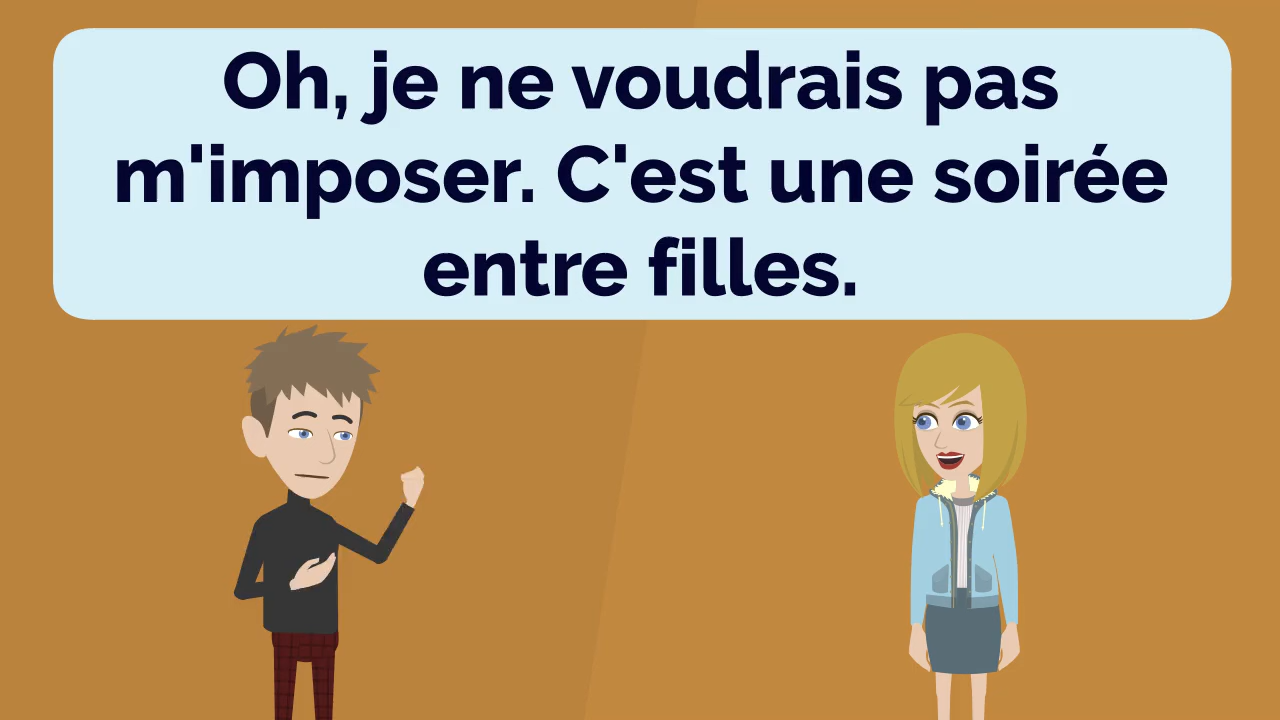 Oh, je ne voudrais pas
m'imposer. C'est une soirée
entre filles.